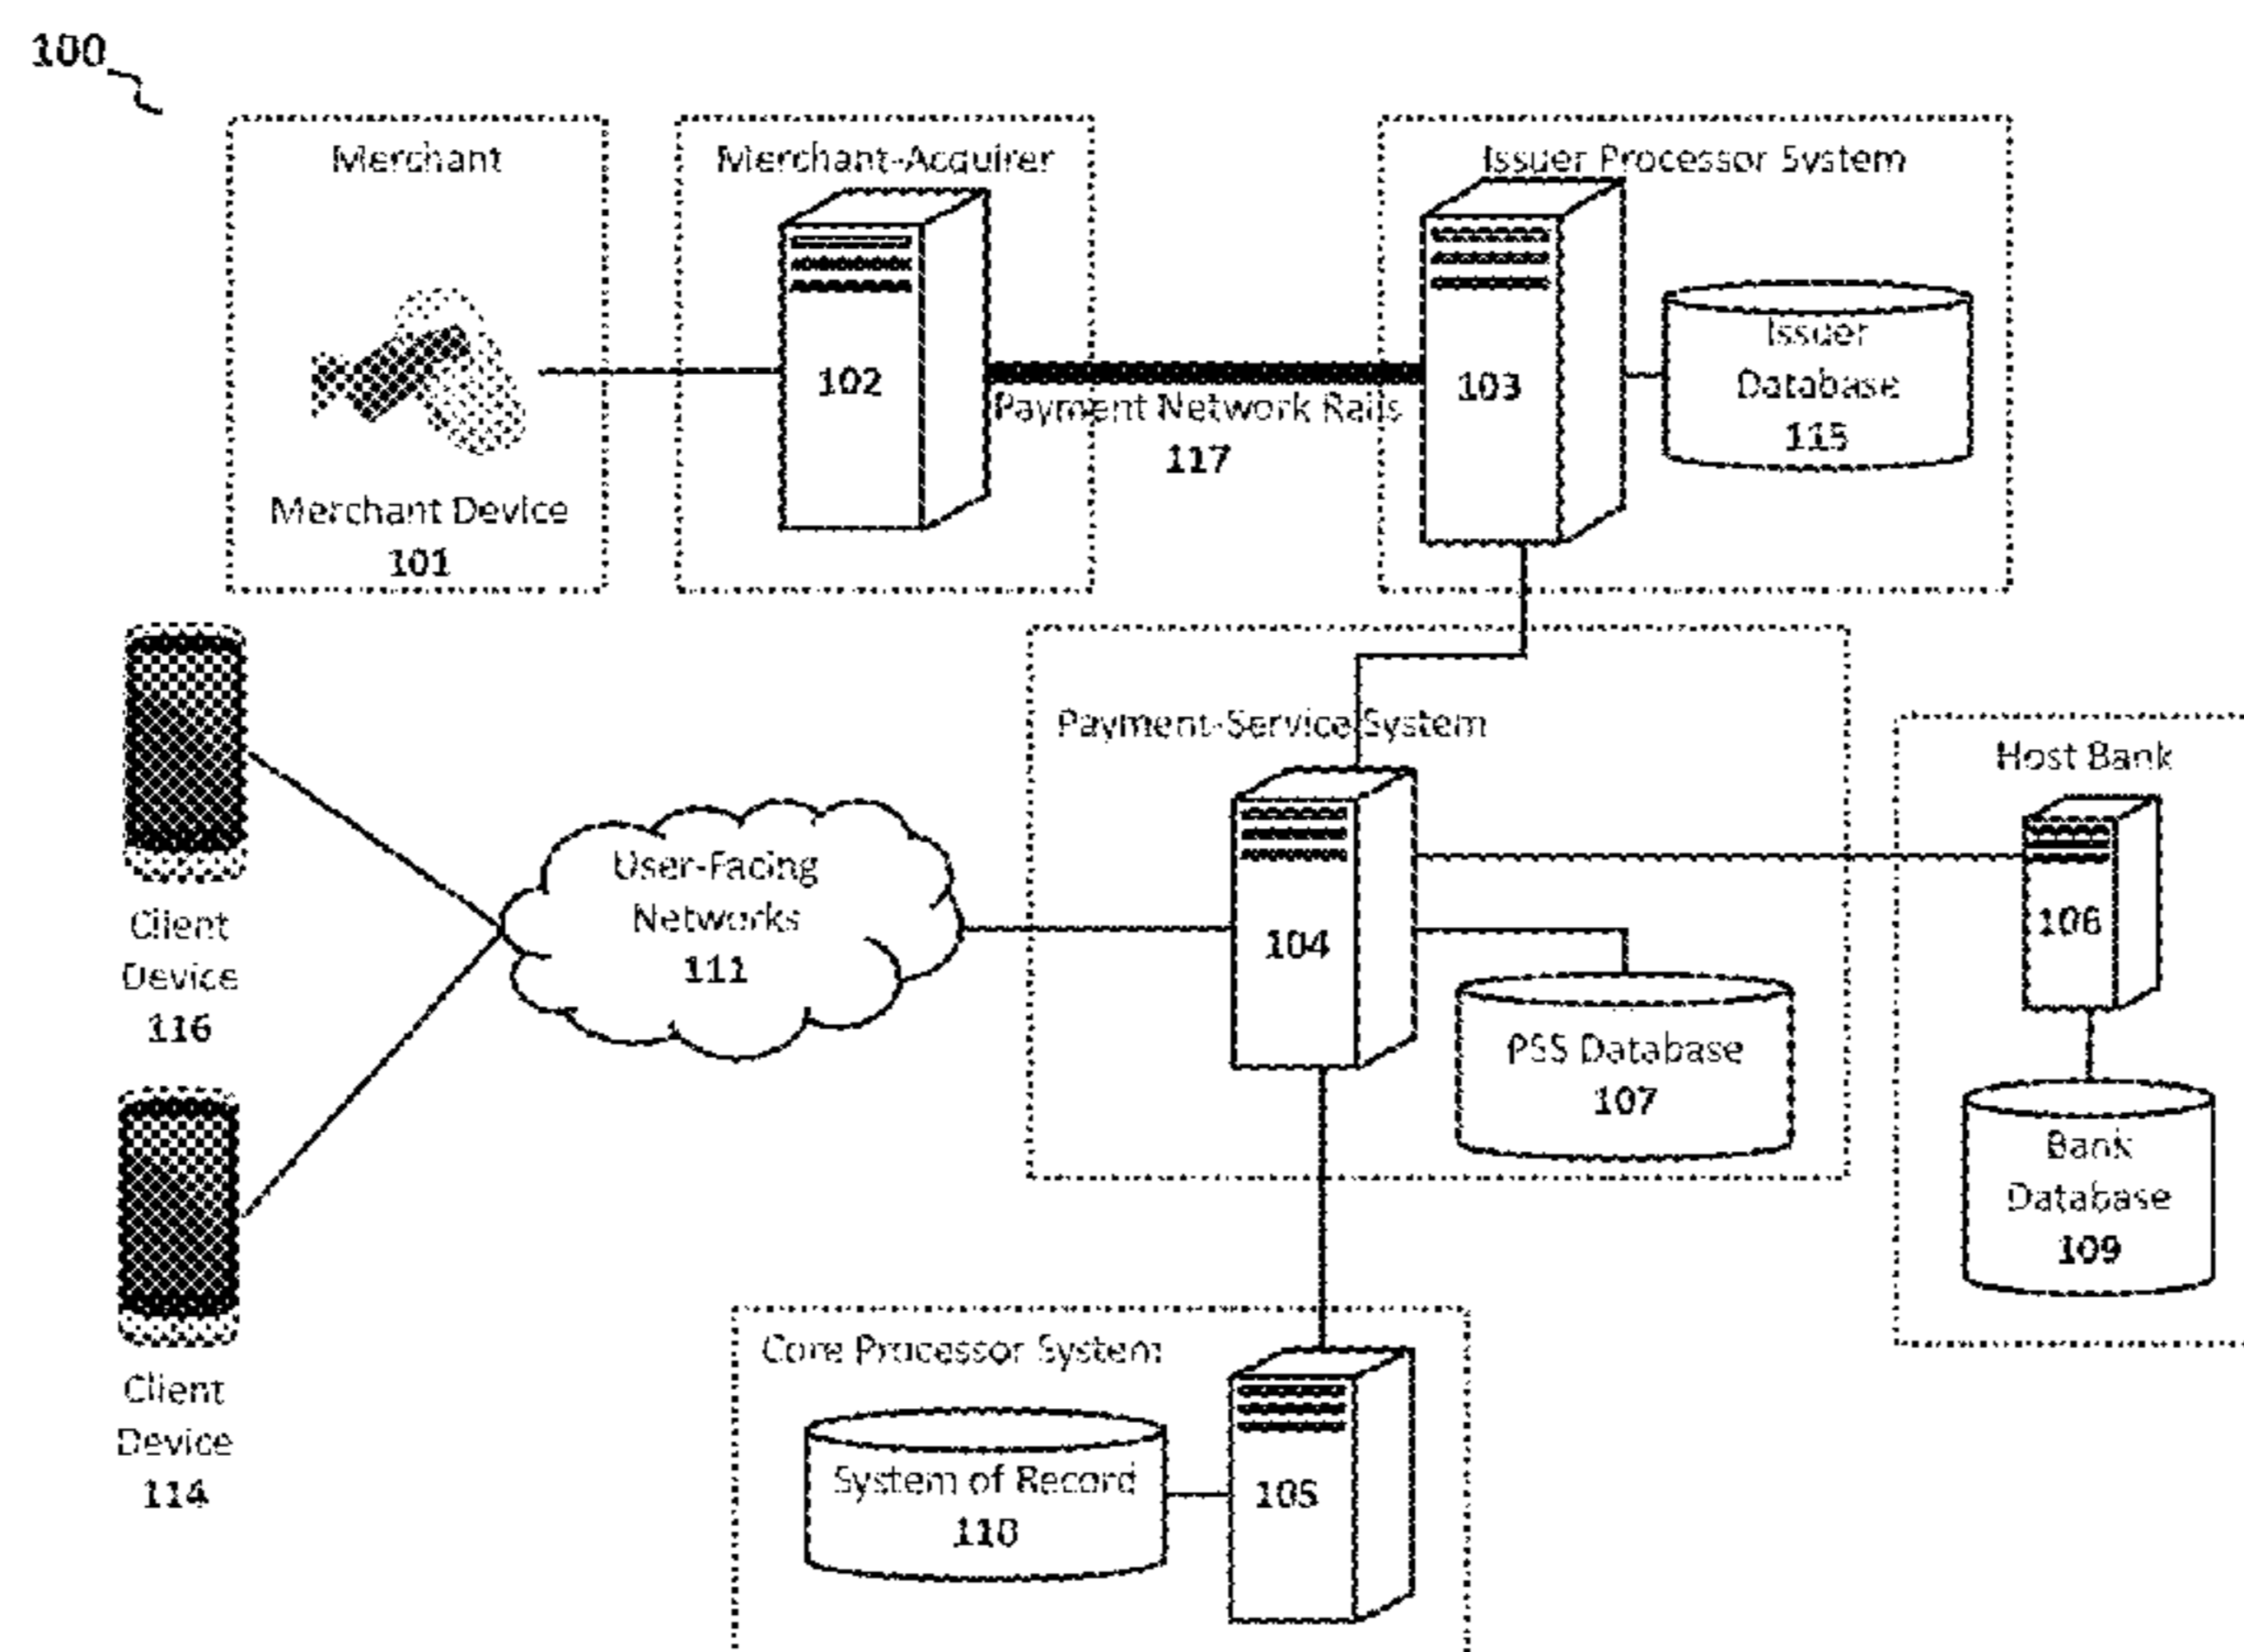 100
Merchant
Merchant Device
101
Merchant-Acquirer
102
Payment Network Rails
117
Issuer Processor System
103
Issuer
Database
115
Client
Device
116
Client
Device
114
User-Facing
Networks
111
Payment-Service System
104
PSS Database
107
Host Bank
106
Bank
Database
109
Core Processor System
System of Record
110
105